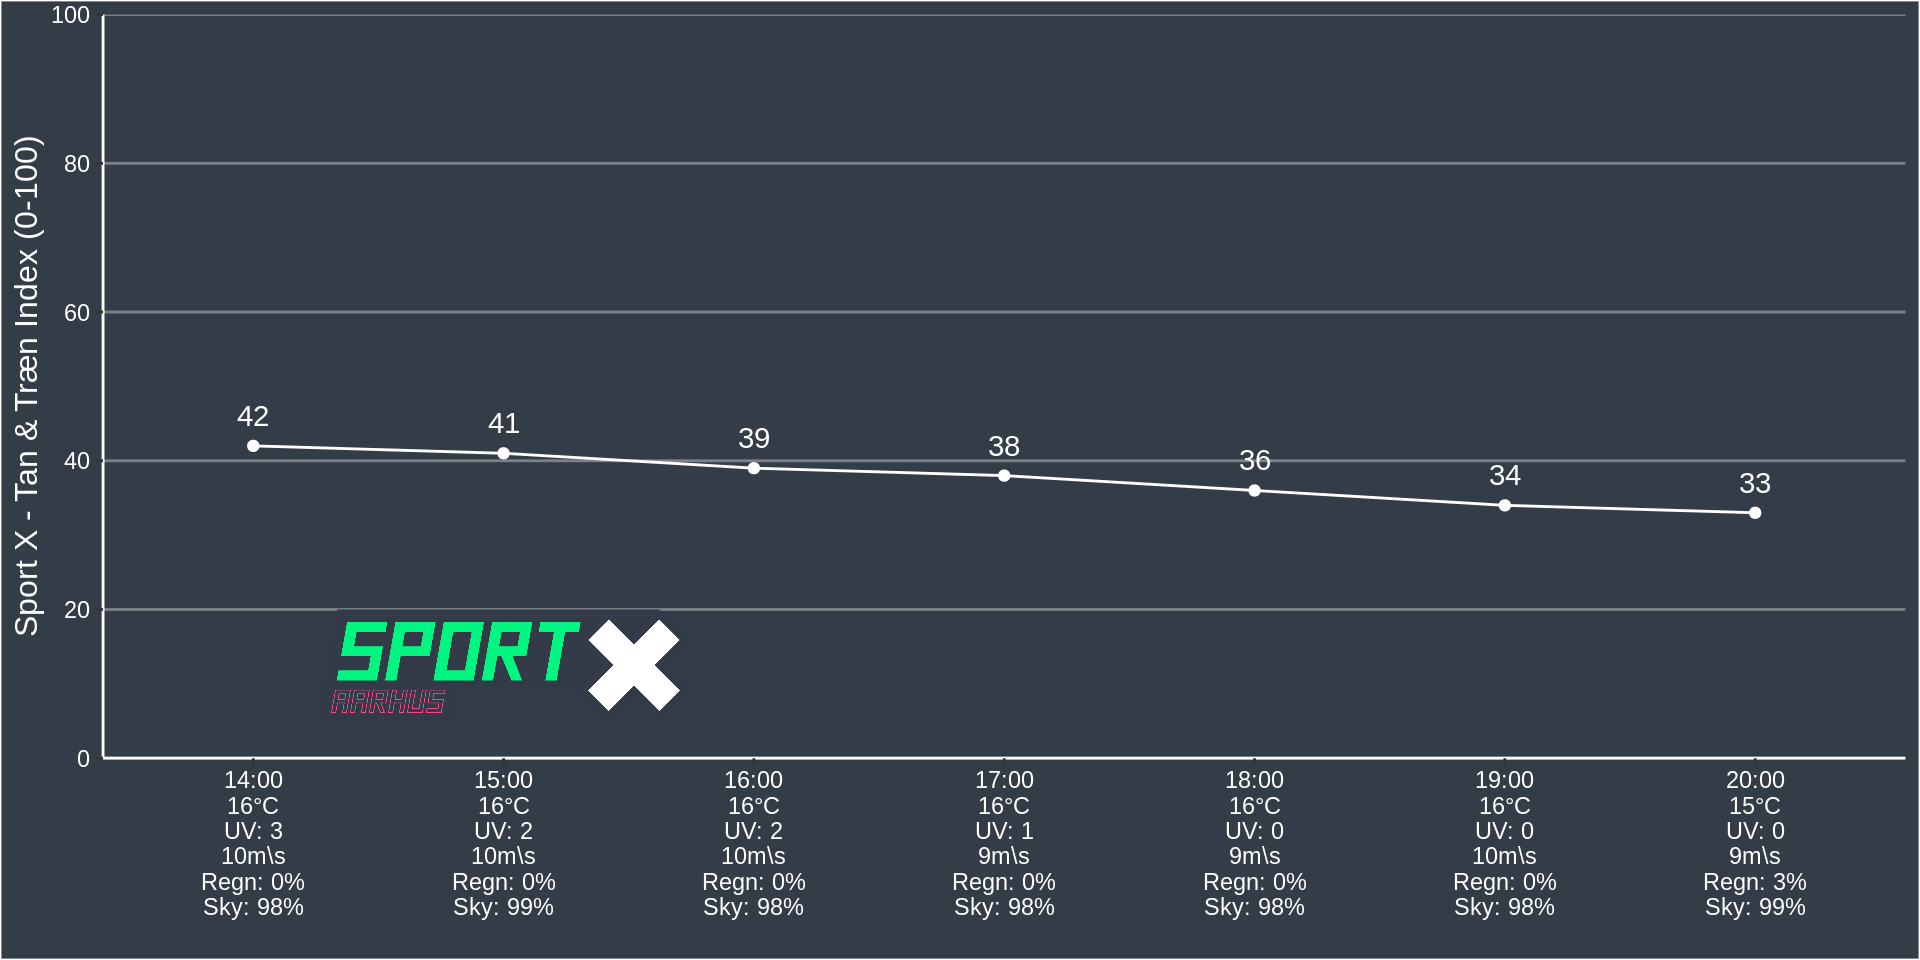 Sport X - Tan & Træn Index (0-100)
100
80
60
40
20
0
42
41
39
38
36
34
33
SPORT X
AARHUS
14:00 15:00 16:00 17:00 18:00 19:00 20:00
16°C 16°C 16°C 16°C 16°C 16°C 15°C
UV: 3 UV: 2 UV: 2 UV: 1 UV: 0 UV: 0 UV: 0
10m\s 10m\s 10m\s 9m\s 9m\s 10m\s 9m\s
Regn: 0% Regn: 0% Regn: 0% Regn: 0% Regn: 0% Regn: 0% Regn: 3%
Sky: 98% Sky: 99% Sky: 98% Sky: 98% Sky: 98% Sky: 98% Sky: 99%